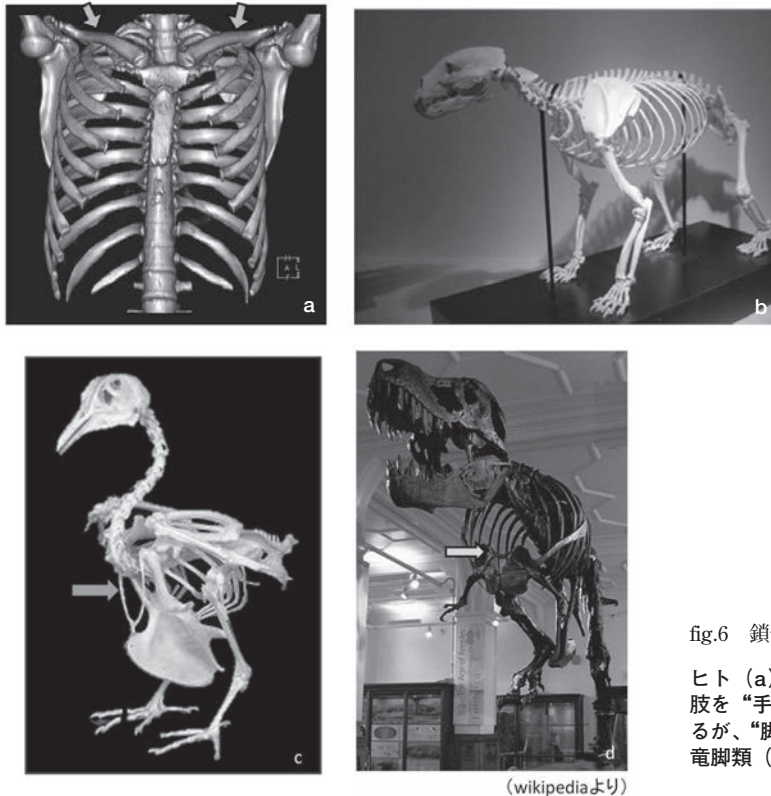 a
b
c
d
(wikipediaより)
fig.6 鎖
ヒト (a)
肢を “手
るが、“脚
竜脚類 (